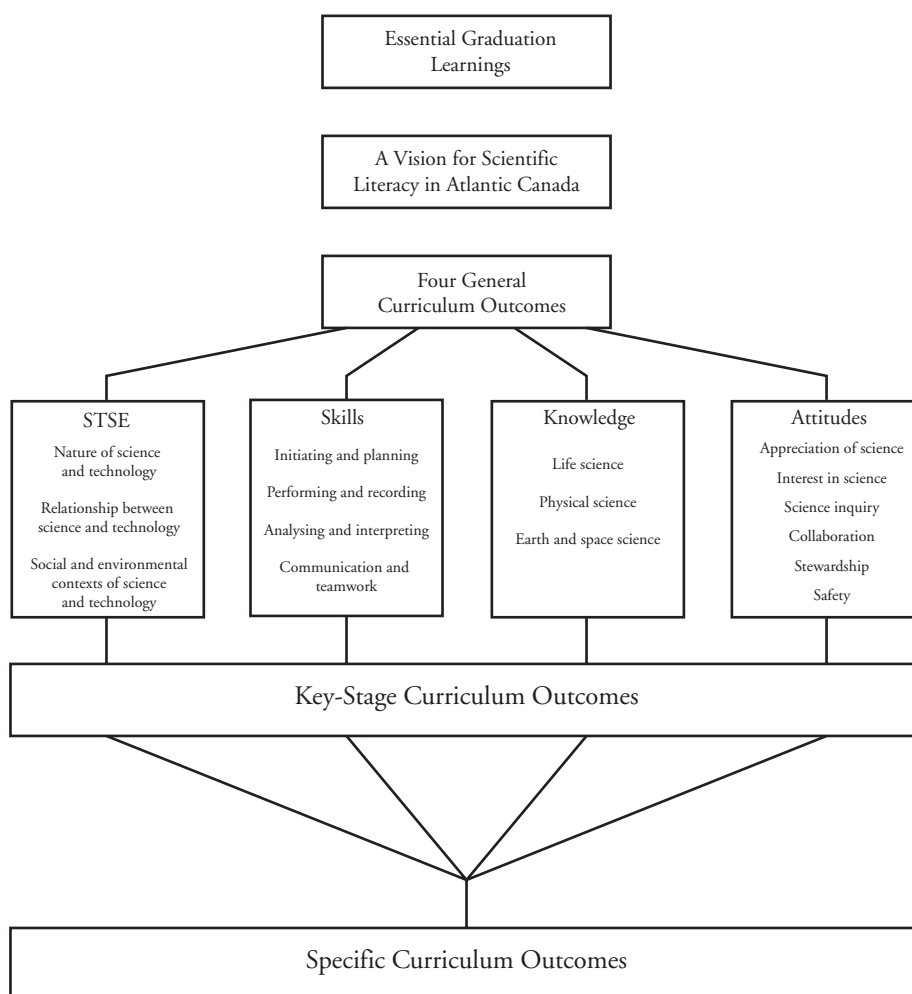 Essential Graduation
Learnings
A Vision for Scientific
Literacy in Atlantic Canada
Four General
Curriculum Outcomes
STSE
Nature of science
and technology
Relationship between
science and technology
Social and environmental
contexts of science
and technology
Skills
Initiating and planning
Performing and recording
Analysing and interpreting
Communication and
teamwork
Knowledge
Life science
Physical science
Earth and space science
Attitudes
Appreciation of science
Interest in science
Science inquiry
Collaboration
Stewardship
Safety
Key-Stage Curriculum Outcomes
Specific Curriculum Outcomes